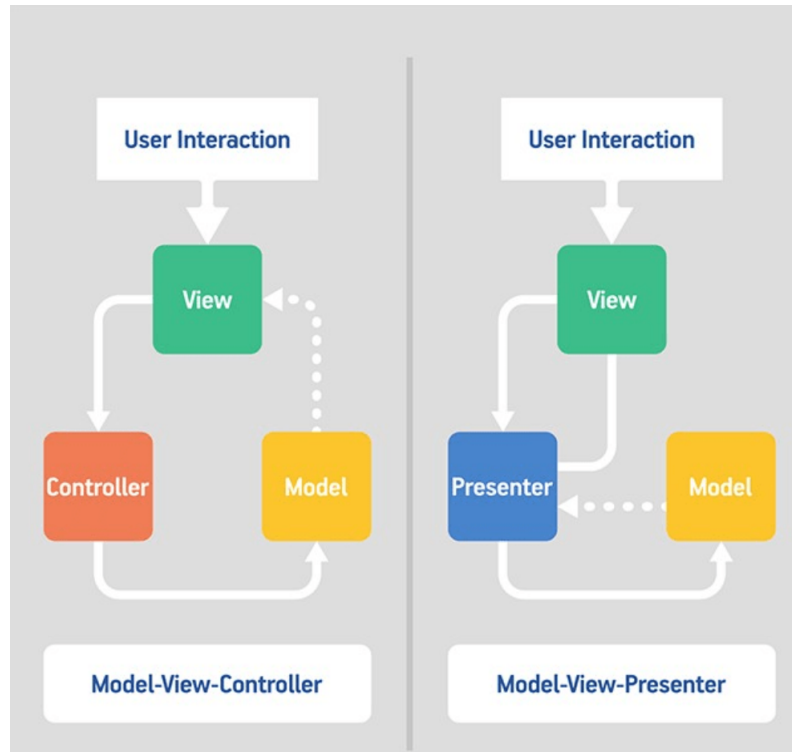 User Interaction
View
Controller
Model
Model-View-Controller
User Interaction
View
Presenter
Model
Model-View-Presenter